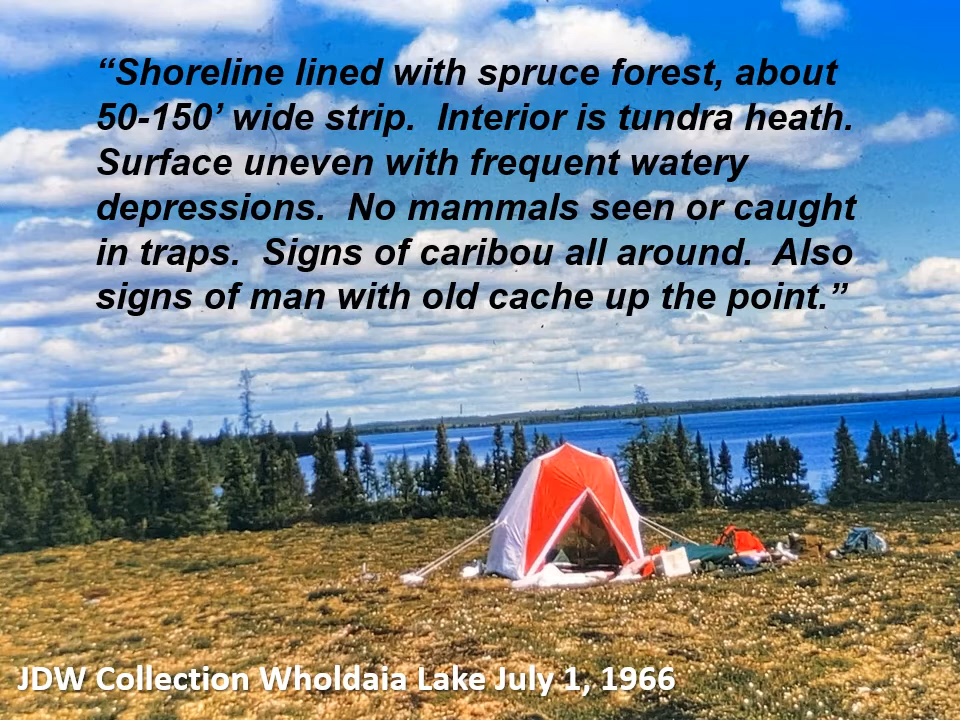 “Shoreline lined with spruce forest, about
50-150’ wide strip.  Interior is tundra heath.
Surface uneven with frequent watery
depressions.  No mammals seen or caught
in traps.  Signs of caribou all around.  Also
signs of man with old cache up the point.”
JDW Collection Wholdaia Lake July 1, 1966